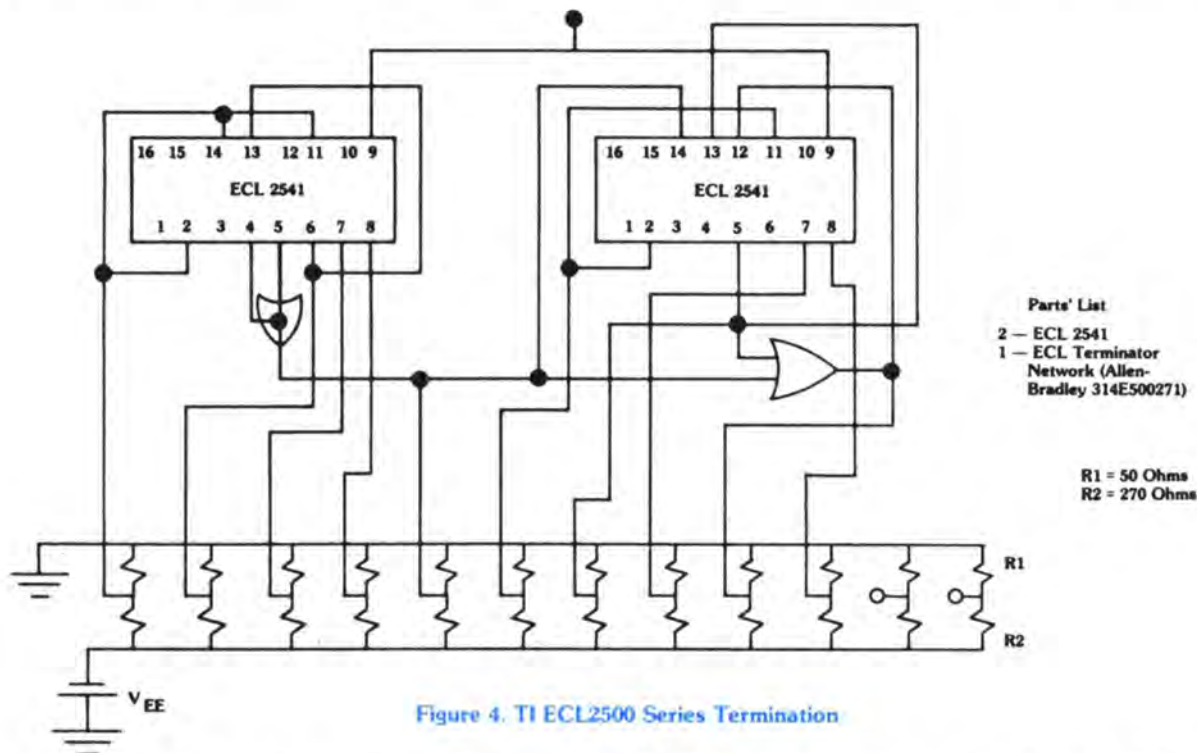 16 15 14 13 12 11 10 9
ECL 2541
1 2 3 4 5 6 7 8
16 15 14 13 12 11 10 9
ECL 2541
1 2 3 4 5 6 7 8
Parts' List
2 — ECL 2541
1 — ECL Terminator
Network (Allen-
Bradley 314E500271)
R1 = 50 Ohms
R2 = 270 Ohms
R1
R2
VEE
Figure 4. TI ECL2500 Series Termination